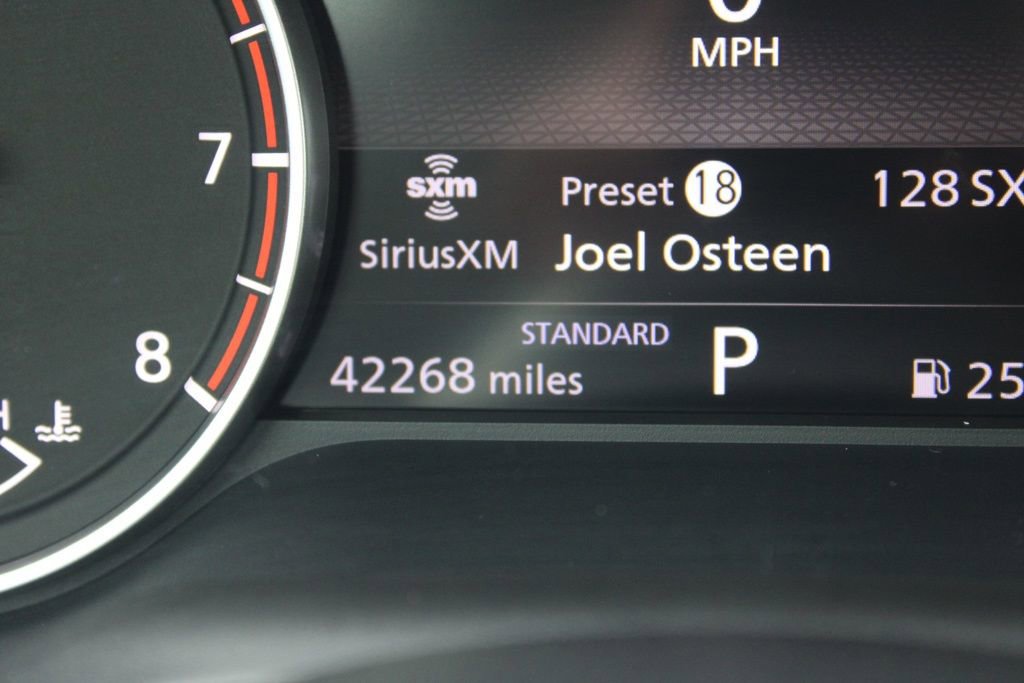 MPH
7
sxm
Preset 18
128 SX
SiriusXM
Joel Osteen
STANDARD
8
42268 miles
P
25
H